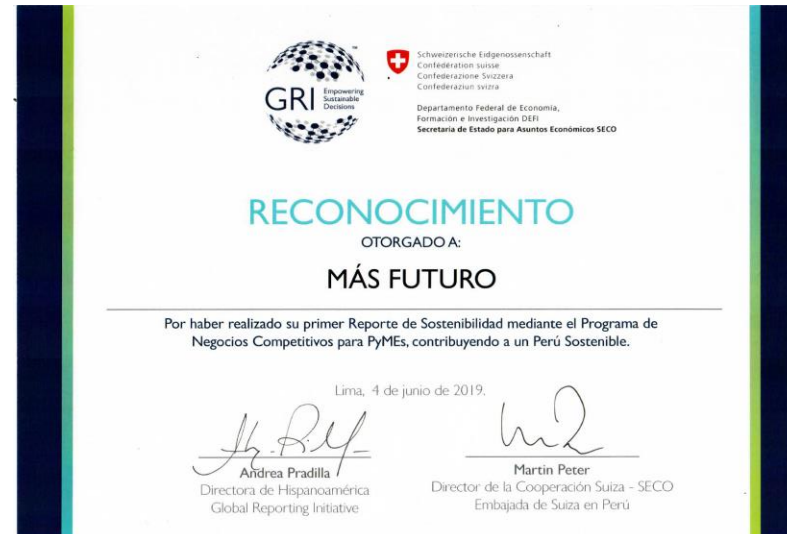 GRI
Empowering
Sustainable
Decisions
Schweizerische Eidgenossenschaft
Confédération suisse
Confederazione Svizzera
Confederaziun svizra
Departamento Federal de Economía,
Formación e Investigación DEFI
Secretaría de Estado para Asuntos Económicos SECO
RECONOCIMIENTO
OTORGADO A:
MÁS FUTURO
Por haber realizado su primer Reporte de Sostenibilidad mediante el Programa de
Negocios Competitivos para PyMEs, contribuyendo a un Perú Sostenible.
Lima, 4 de junio de 2019.
Andrea Pradilla
Directora de Hispanoamérica
Global Reporting Initiative
Martin Peter
Director de la Cooperación Suiza - SECO
Embajada de Suiza en Perú